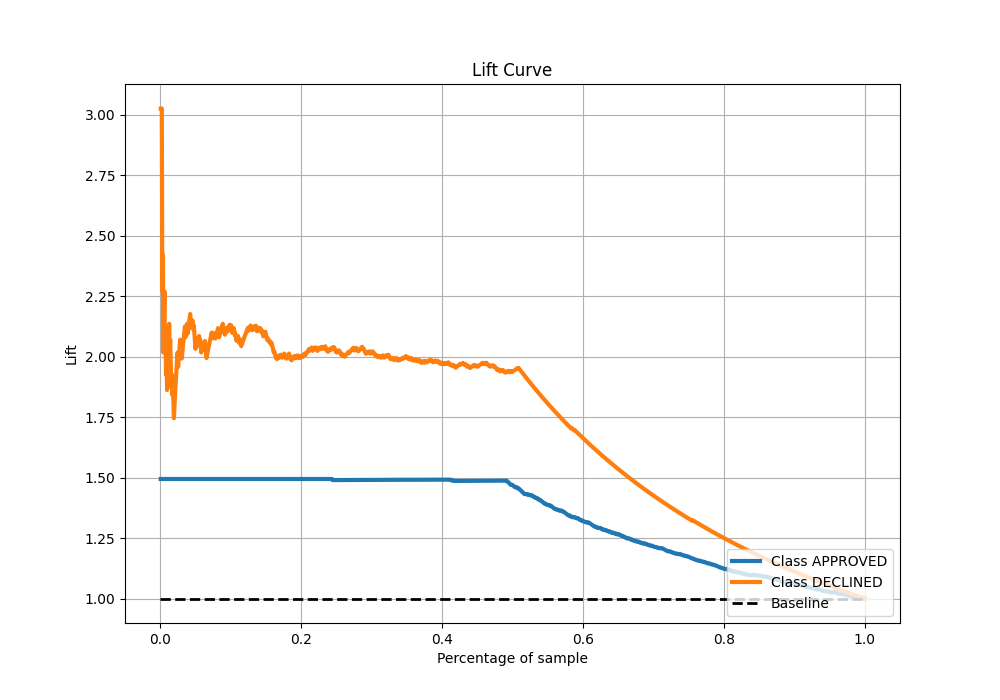 Lift Curve
Lift
3.00
2.75
2.50
2.25
2.00
1.75
1.50
1.25
1.00
Class APPROVED
Class DECLINED
Baseline
0.0 0.2 0.4 0.6 0.8 1.0
Percentage of sample